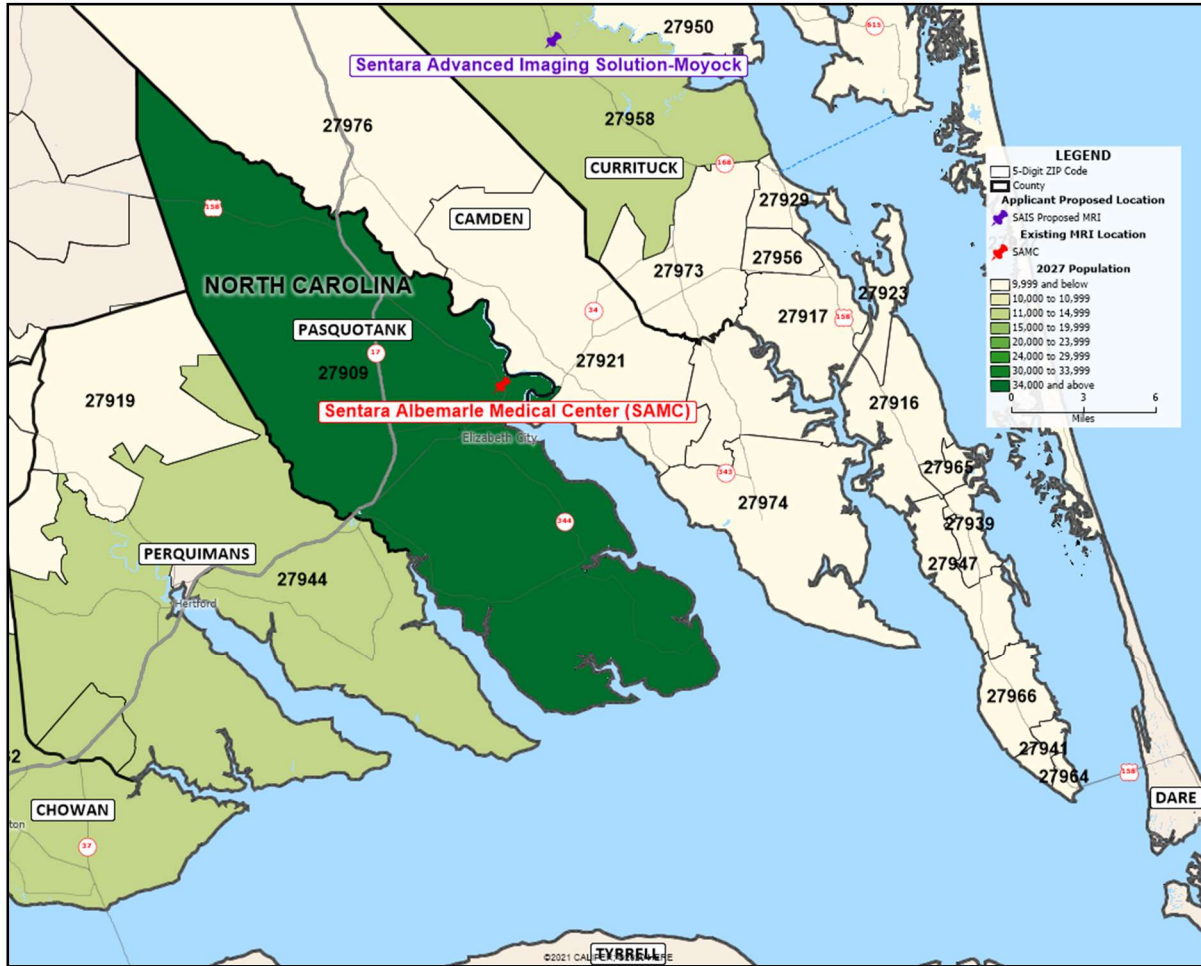 27950
615
Sentara Advanced Imaging Solution-Moyock
27976
27958
168
CURRITUCK
158
CAMDEN
27929
27956
27973
27923
NORTH CAROLINA
34
27917
158
PASQUOTANK
17
27909
27921
27919
Sentara Albemarle Medical Center (SAMC)
27916
Elizabeth City
27965
343
27974
344
27939
PERQUIMANS
27944
27947
Hertford
27966
27941
27964
158
DARE
CHOWAN
ton
37
TYRRELL
LEGEND
5-Digit ZIP Code
County
Applicant Proposed Location
SAIS Proposed MRI
Existing MRI Location
SAMC
2027 Population
9,999 and below
10,000 to 10,999
11,000 to 14,999
15,000 to 19,999
20,000 to 23,999
24,000 to 29,999
30,000 to 33,999
34,000 and above
0 3 6
Miles
©2021 CALIPER
HERE